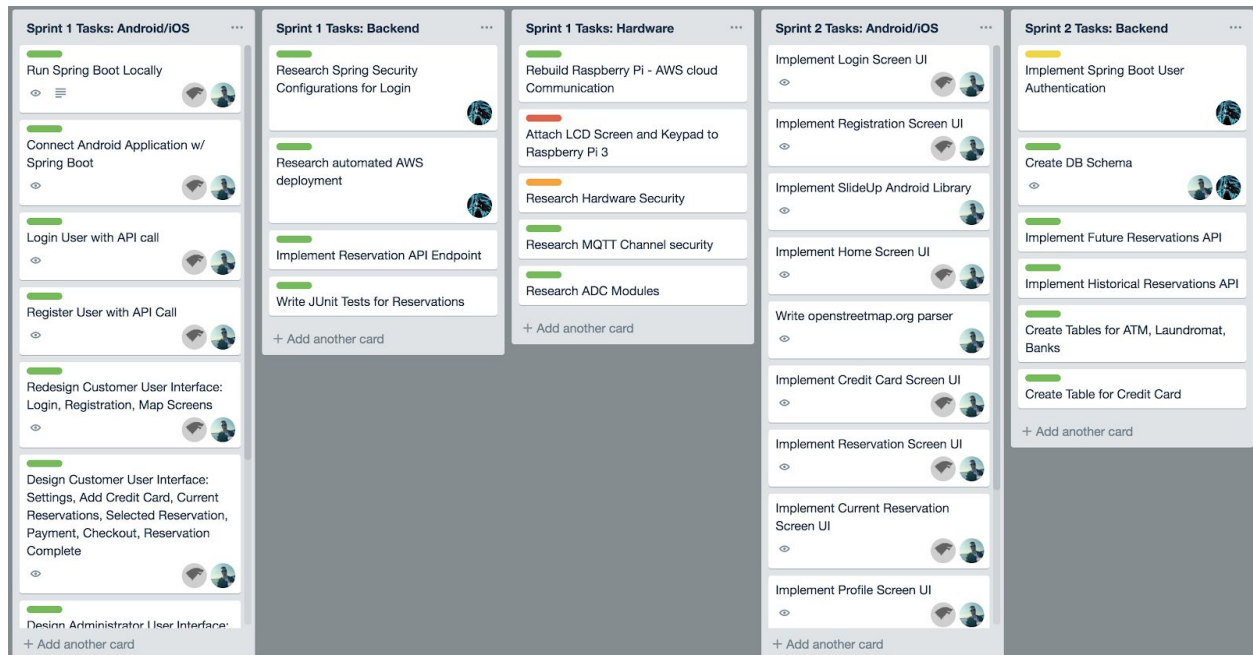 Sprint 1 Tasks: Android/iOS
Run Spring Boot Locally
Connect Android Application w/
Spring Boot
Login User with API call
Register User with API Call
Redesign Customer User Interface:
Login, Registration, Map Screens
Design Customer User Interface:
Settings, Add Credit Card, Current
Reservations, Selected Reservation,
Payment, Checkout, Reservation
Complete
Design Administrator User Interface:
+ Add another card
Sprint 1 Tasks: Backend
Research Spring Security
Configurations for Login
Research automated AWS
deployment
Implement Reservation API Endpoint
Write JUnit Tests for Reservations
+ Add another card
Sprint 1 Tasks: Hardware
Rebuild Raspberry Pi - AWS cloud
Communication
Attach LCD Screen and Keypad to
Raspberry Pi 3
Research Hardware Security
Research MQTT Channel security
Research ADC Modules
+ Add another card
Sprint 2 Tasks: Android/iOS
Implement Login Screen UI
Implement Registration Screen UI
Implement SlideUp Android Library
Implement Home Screen UI
Write openstreetmap.org parser
Implement Credit Card Screen UI
Implement Reservation Screen UI
Implement Current Reservation
Screen UI
Implement Profile Screen UI
+ Add another card
Sprint 2 Tasks: Backend
Implement Spring Boot User
Authentication
Create DB Schema
Implement Future Reservations API
Implement Historical Reservations API
Create Tables for ATM, Laundromat,
Banks
Create Table for Credit Card
+ Add another card